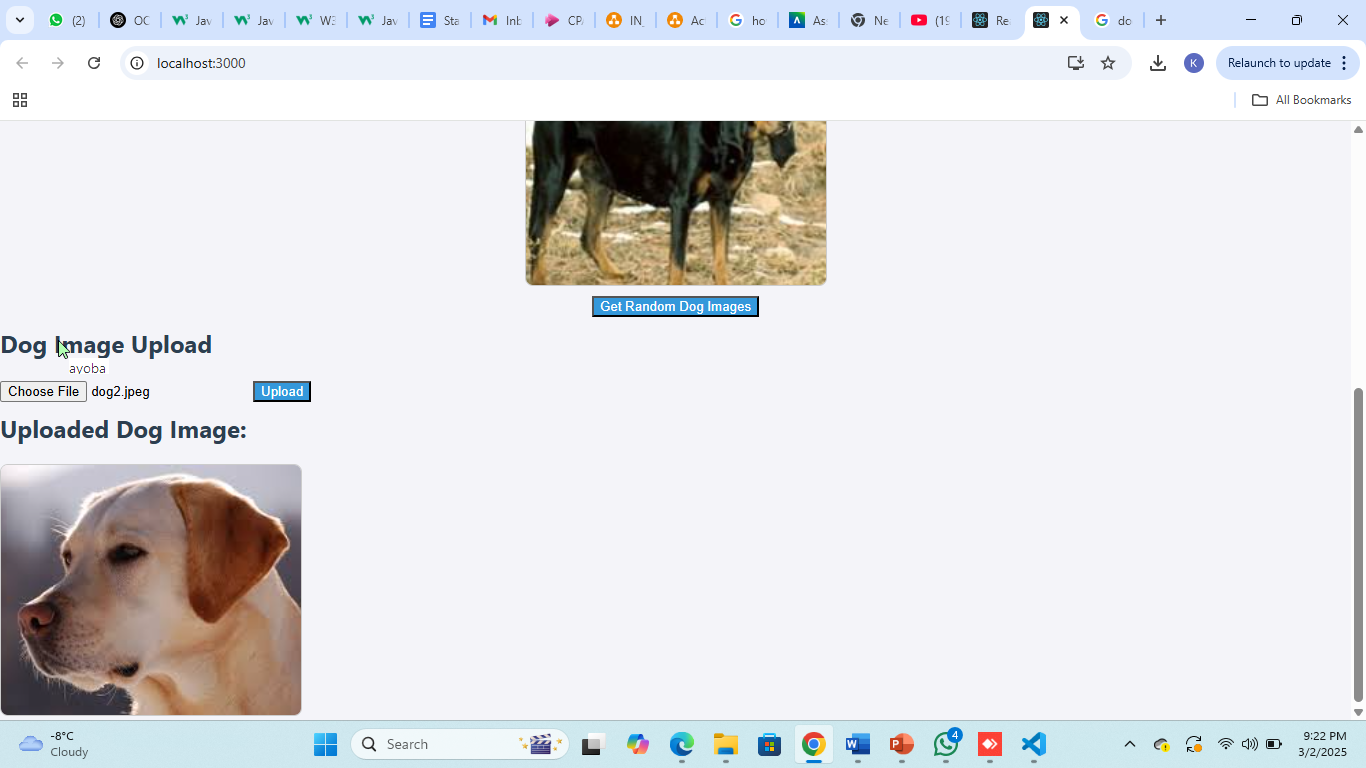 (2)
OC
Jav
Jav
W3
Jav
Sta
Inb
CP
IN_
Ac
ho
As
Ne
(19
Re
do
localhost:3000
K
Relaunch to update
All Bookmarks
Get Random Dog Images
Dog Image Upload
ayoba
Choose File dog2.jpeg Upload
Uploaded Dog Image:
-8°C
Cloudy
Search
4
9:22 PM
3/2/2025